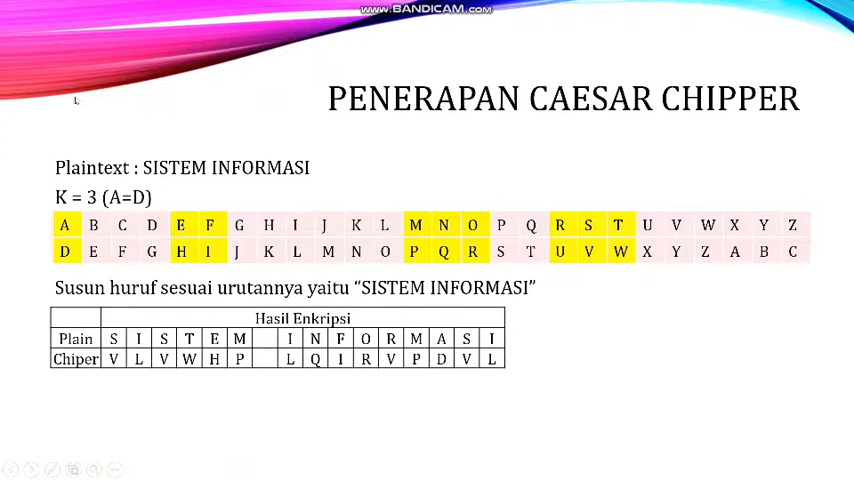 WWW.BANDICAM.COM
PENERAPAN CAESAR CHIPPER
Plaintext : SISTEM INFORMASI
K = 3 (A=D)
A B C D E F G H I J K L M N O P Q R S T U V W X Y Z
D E F G H I J K L M N O P Q R S T U V W X Y Z A B C
Susun huruf sesuai urutannya yaitu “SISTEM INFORMASI”
Hasil Enkripsi
Plain S I S T E M I N F O R M A S I
Chiper V L V W H P L Q I R V P D V L